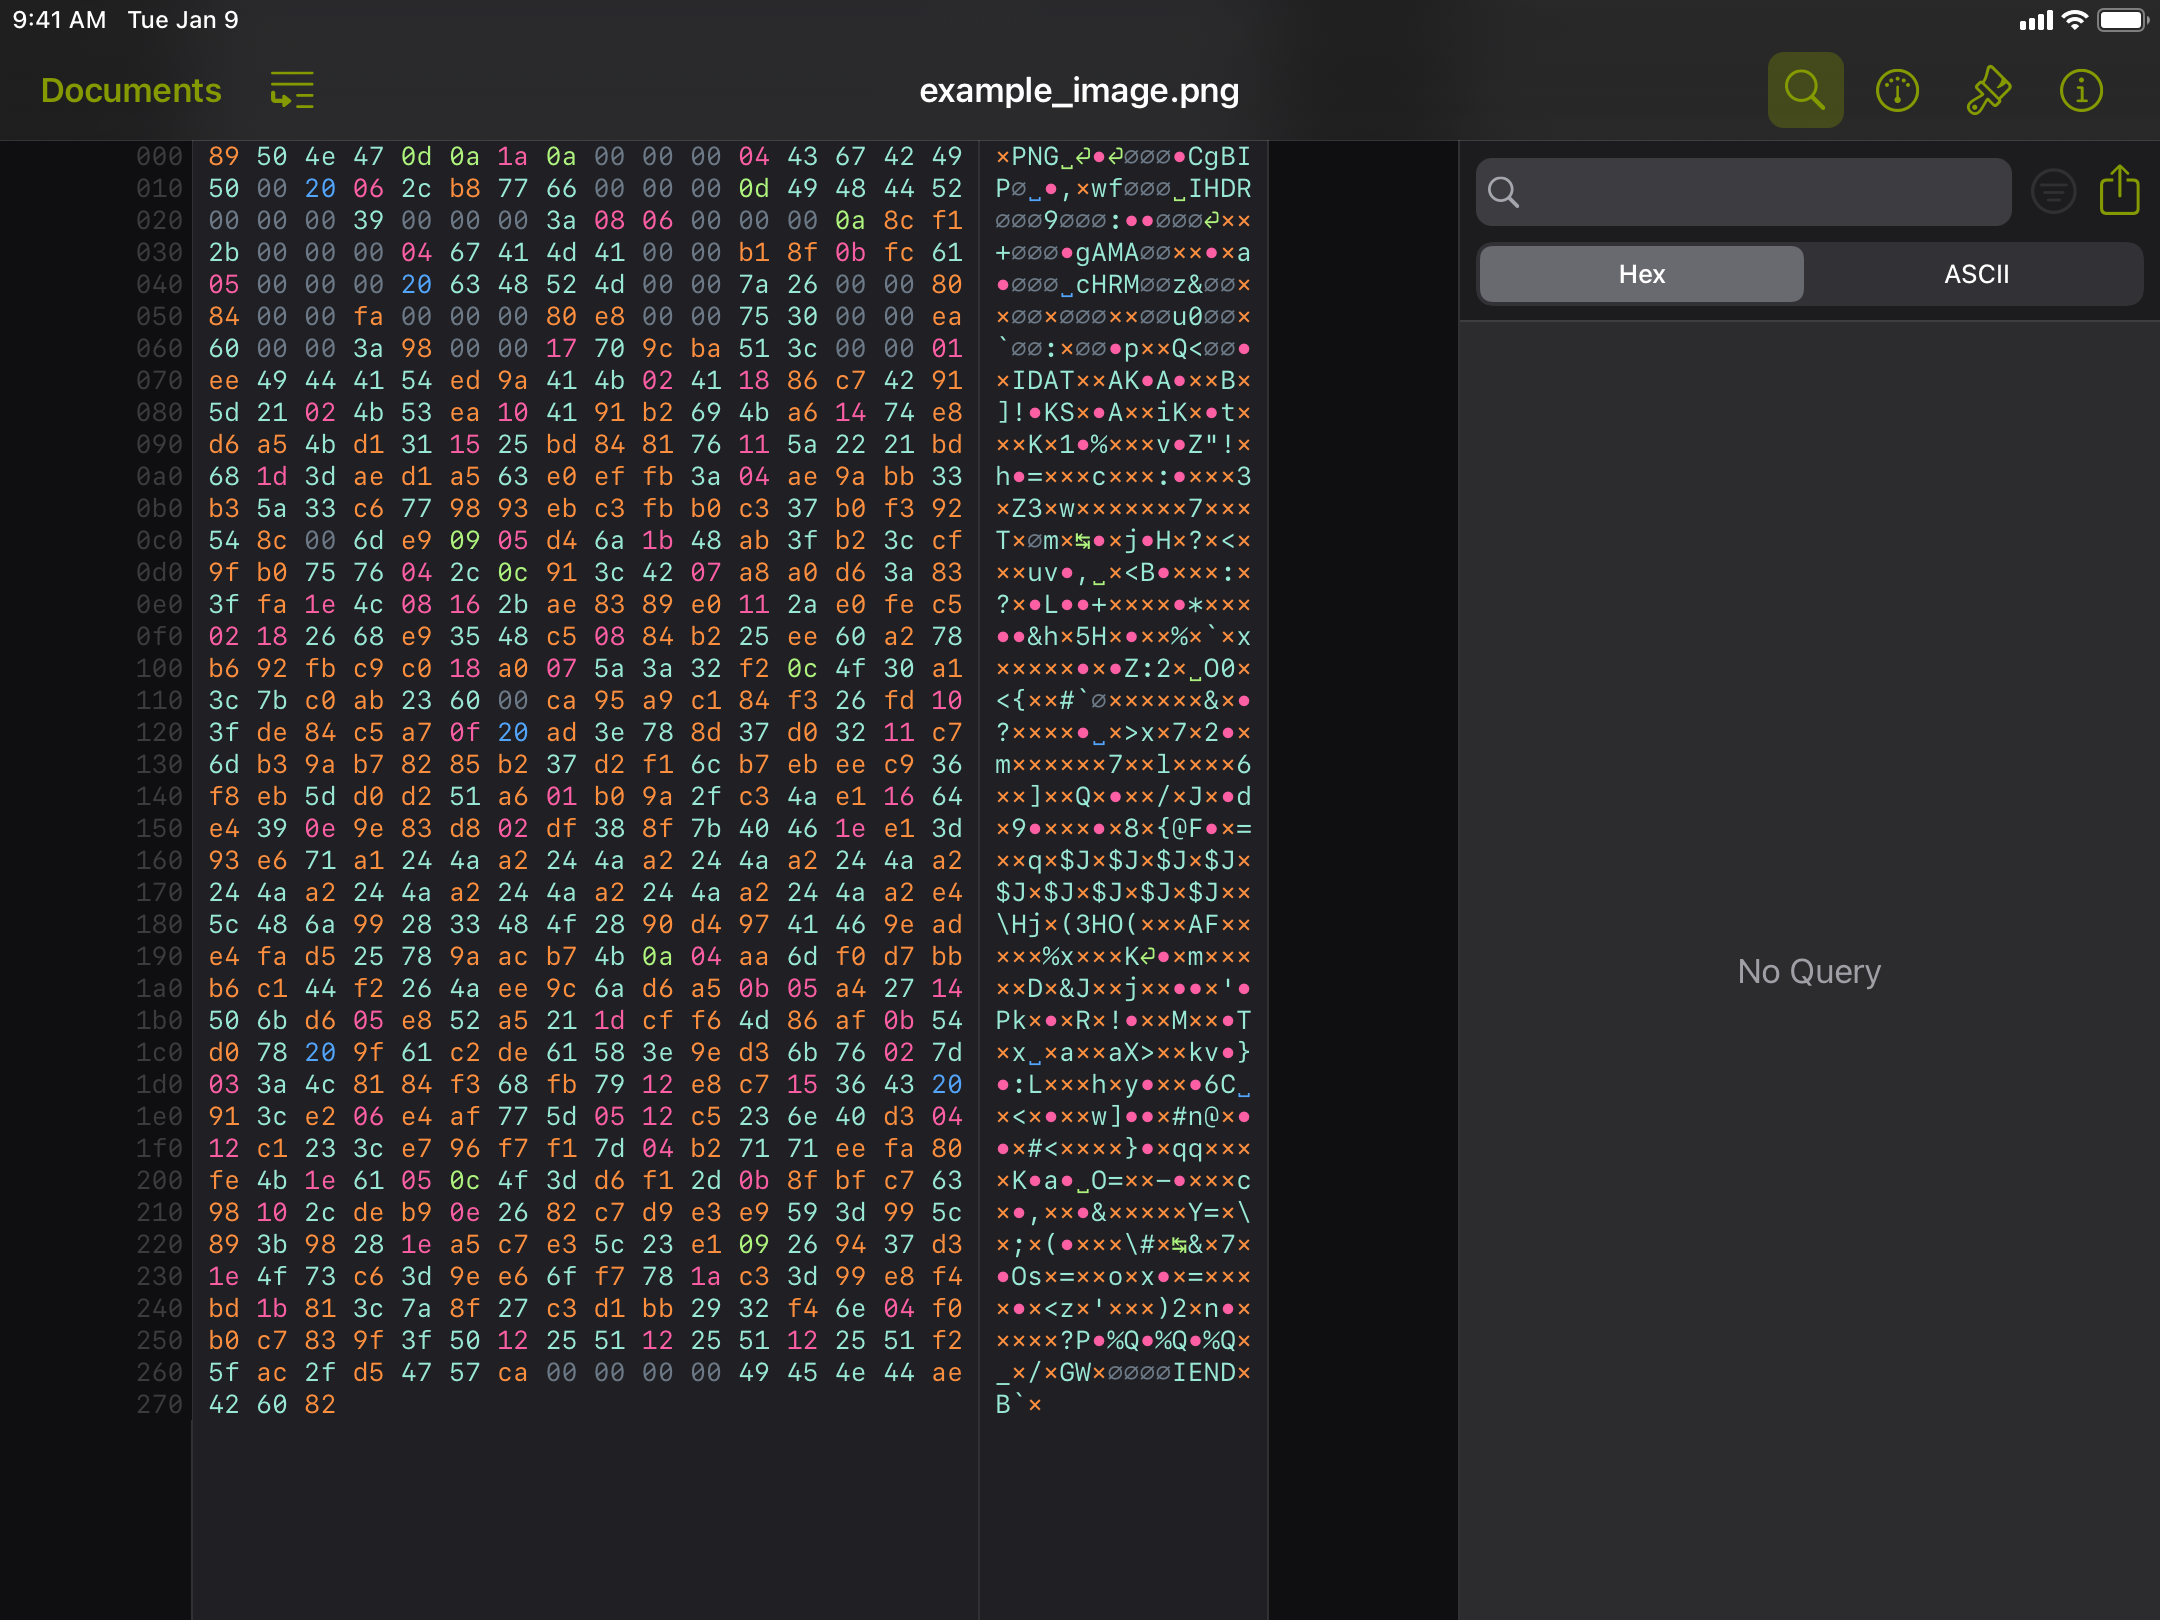 9:41 AM Tue Jan 9
Documents
example_image.png
Hex ASCII
No Query
000 89 50 4e 47 0d 0a 1a 0a 00 00 00 04 43 67 42 49 ×PNG␣⏎•⏎∅∅∅•CgBI
010 50 00 20 06 2c b8 77 66 00 00 00 0d 49 48 44 52 P∅␣•,×wf∅∅∅␣IHDR
020 00 00 00 39 00 00 00 3a 08 06 00 00 00 0a 8c f1 ∅∅∅9∅∅∅:••∅∅∅⏎××
030 2b 00 00 00 04 67 41 4d 41 00 00 b1 8f 0b fc 61 +∅∅∅•gAMA∅∅××•×a
040 05 00 00 00 20 63 48 52 4d 00 00 7a 26 00 00 80 •∅∅∅␣cHRM∅∅z&∅∅×
050 84 00 00 fa 00 00 00 80 e8 00 00 75 30 00 00 ea ×∅∅×∅∅∅××∅∅u0∅∅×
060 60 00 00 3a 98 00 00 17 70 9c ba 51 3c 00 00 01 `∅∅:×∅∅•p××Q<∅∅•
070 ee 49 44 41 54 ed 9a 41 4b 02 41 18 86 c7 42 91 ×IDAT××AK•A•××B×
080 5d 21 02 4b 53 ea 10 41 91 b2 69 4b a6 14 74 e8 ]!•KS×•A××iK×•t×
090 d6 a5 4b d1 31 15 25 bd 84 81 76 11 5a 22 21 bd ××K×1•%×××v•Z"!×
0a0 68 1d 3d ae d1 a5 63 e0 ef fb 3a 04 ae 9a bb 33 h•=×××c×××:•×××3
0b0 b3 5a 33 c6 77 98 93 eb c3 fb b0 c3 37 b0 f3 92 ×Z3×w×××××××7×××
0c0 54 8c 00 6d e9 09 05 d4 6a 1b 48 ab 3f b2 3c cf T×∅m×↹•×j•H×?×<×
0d0 9f b0 75 76 04 2c 0c 91 3c 42 07 a8 a0 d6 3a 83 ××uv•,␣×<B•×××:×
0e0 3f fa 1e 4c 08 16 2b ae 83 89 e0 11 2a e0 fe c5 ?×•L••+××××•*×××
0f0 02 18 26 68 e9 35 48 c5 08 84 b2 25 ee 60 a2 78 ••&h×5H×•××%×`×x
100 b6 92 fb c9 c0 18 a0 07 5a 3a 32 f2 0c 4f 30 a1 ×××××•×•Z:2×␣O0×
110 3c 7b c0 ab 23 60 00 ca 95 a9 c1 84 f3 26 fd 10 <{××#`∅××××××&×•
120 3f de 84 c5 a7 0f 20 ad 3e 78 8d 37 d0 32 11 c7 ?××××•␣×>x×7×2•×
130 6d b3 9a b7 82 85 b2 37 d2 f1 6c b7 eb ee c9 36 m××××××7××l××××6
140 f8 eb 5d d0 d2 51 a6 01 b0 9a 2f c3 4a e1 16 64 ××]××Q×•××/×J×•d
150 e4 39 0e 9e 83 d8 02 df 38 8f 7b 40 46 1e e1 3d ×9•×××•×8×{@F•×=
160 93 e6 71 a1 24 4a a2 24 4a a2 24 4a a2 24 4a a2 ××q×$J×$J×$J×$J×
170 24 4a a2 24 4a a2 24 4a a2 24 4a a2 24 4a a2 e4 $J×$J×$J×$J×$J××
180 5c 48 6a 99 28 33 48 4f 28 90 d4 97 41 46 9e ad \Hj×(3HO(×××AF××
190 e4 fa d5 25 78 9a ac b7 4b 0a 04 aa 6d f0 d7 bb ×××%x×××K⏎•×m×××
1a0 b6 c1 44 f2 26 4a ee 9c 6a d6 a5 0b 05 a4 27 14 ××D×&J××j××••×'•
1b0 50 6b d6 05 e8 52 a5 21 1d cf f6 4d 86 af 0b 54 Pk×•×R×!•××M××•T
1c0 d0 78 20 9f 61 c2 de 61 58 3e 9e d3 6b 76 02 7d ×x␣×a××aX>××kv•}
1d0 03 3a 4c 81 84 f3 68 fb 79 12 e8 c7 15 36 43 20 •:L×××h×y•××•6C␣
1e0 91 3c e2 06 e4 af 77 5d 05 12 c5 23 6e 40 d3 04 ×<×•××w]••×#n@×•
1f0 12 c1 23 3c e7 96 f7 f1 7d 04 b2 71 71 ee fa 80 •×#<××××}•×qq×××
200 fe 4b 1e 61 05 0c 4f 3d d6 f1 2d 0b 8f bf c7 63 ×K•a•␣O=××-•×××c
210 98 10 2c de b9 0e 26 82 c7 d9 e3 e9 59 3d 99 5c ×•,××•&×××××Y=×\
220 89 3b 98 28 1e a5 c7 e3 5c 23 e1 09 26 94 37 d3 ×;×(•×××\#×↹&×7×
230 1e 4f 73 c6 3d 9e e6 6f f7 78 1a c3 3d 99 e8 f4 •Os×=××o×x•×=×××
240 bd 1b 81 3c 7a 8f 27 c3 d1 bb 29 32 f4 6e 04 f0 ×•×<z×'×××)2×n•×
250 b0 c7 83 9f 3f 50 12 25 51 12 25 51 12 25 51 f2 ××××?P•%Q•%Q•%Q×
260 5f ac 2f d5 47 57 ca 00 00 00 00 49 45 4e 44 ae _×/×GW×∅∅∅∅IEND×
270 42 60 82 B`×